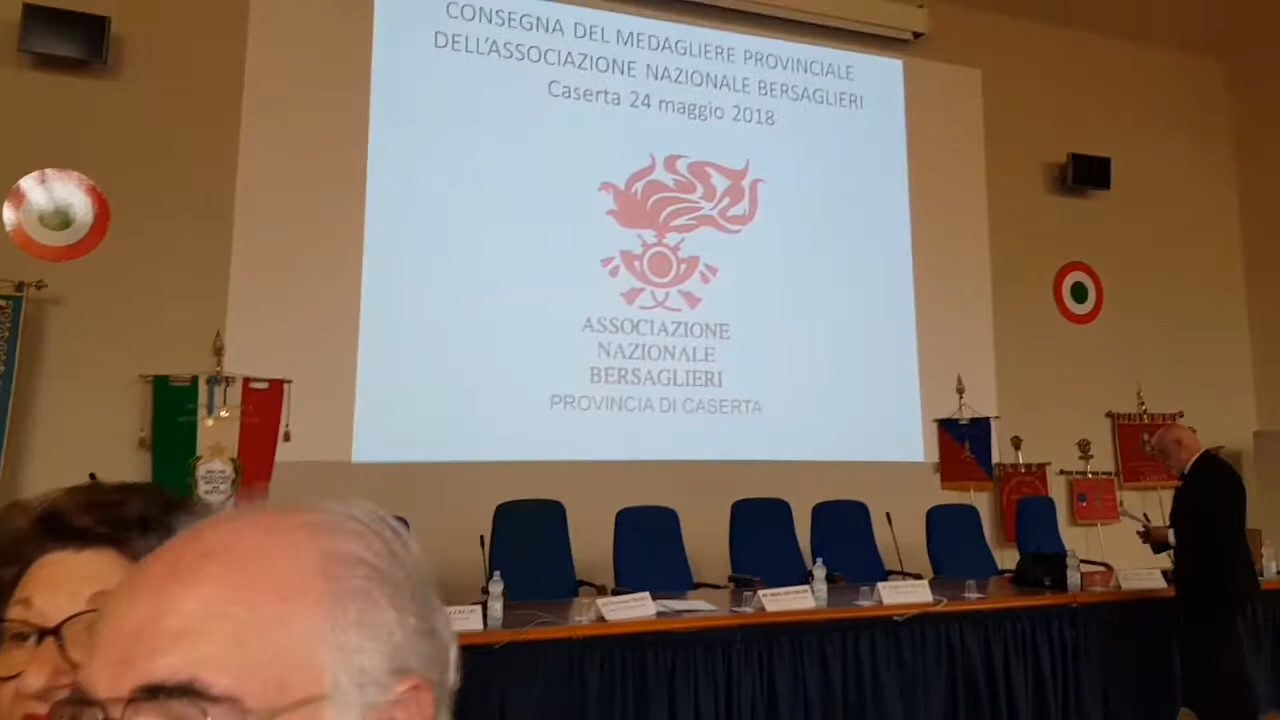 CONSEGNA DEL MEDAGLIERE PROVINCIALE
DELL'ASSOCIAZIONE NAZIONALE BERSAGLIERI
Caserta 24 maggio 2018
ASSOCIAZIONE
NAZIONALE
BERSAGLIERI
PROVINCIA DI CASERTA